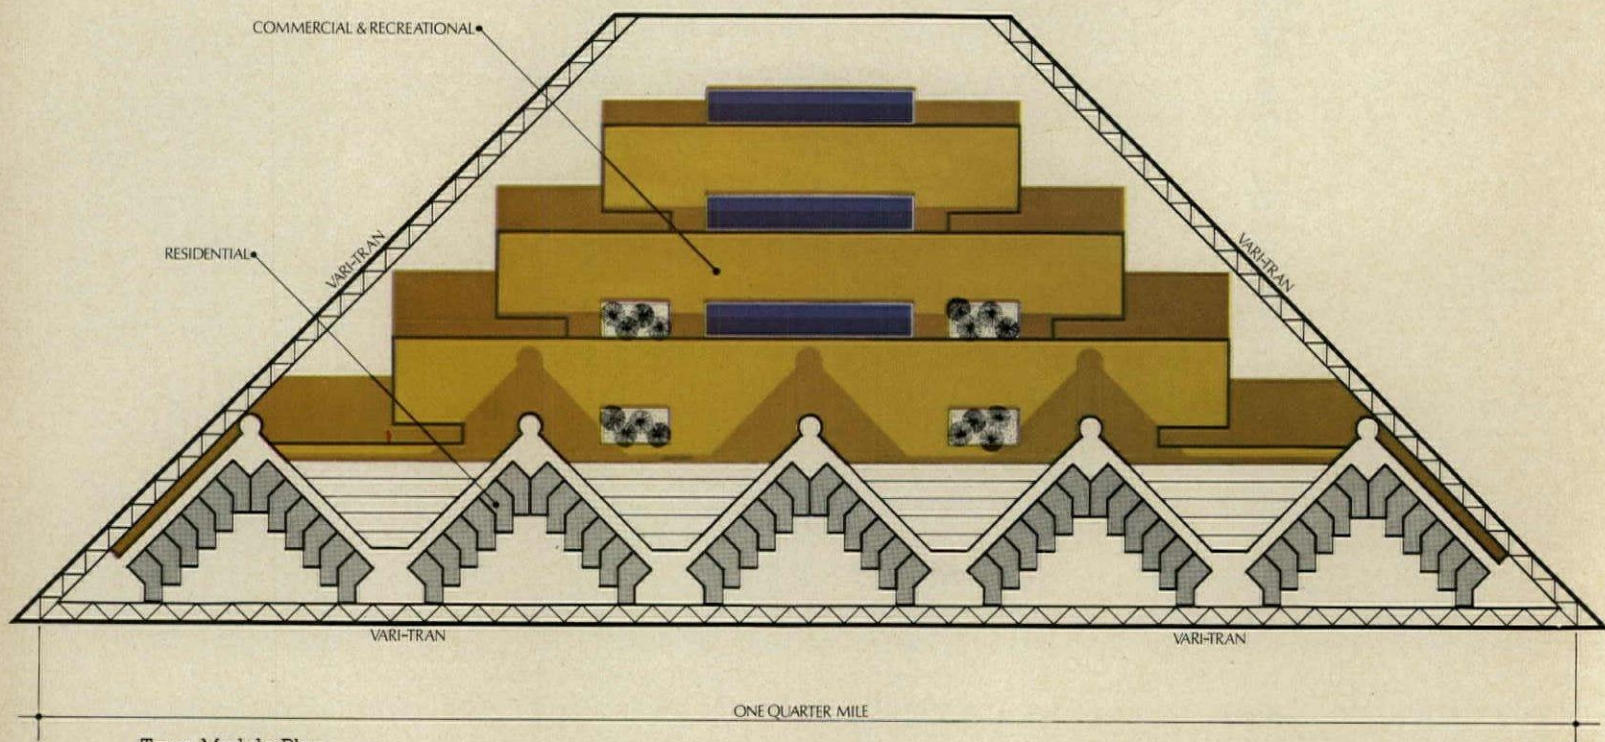 COMMERCIAL & RECREATIONAL
RESIDENTIAL
VARI-TRAN
VARI-TRAN
VARI-TRAN
VARI-TRAN
ONE QUARTER MILE